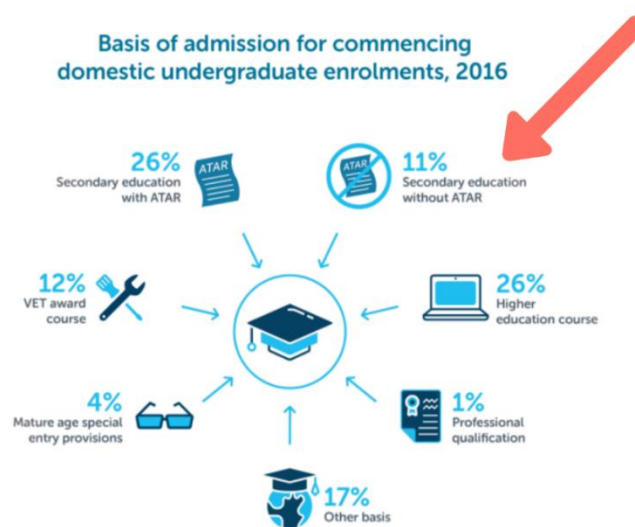 Basis of admission for commencing
domestic undergraduate enrolments, 2016
26%
Secondary education
with ATAR
ATAR
ATAR
11%
Secondary education
without ATAR
12%
VET award
course
26%
Higher
education course
4%
Mature age special
entry provisions
1%
Professional
qualification
17%
Other basis